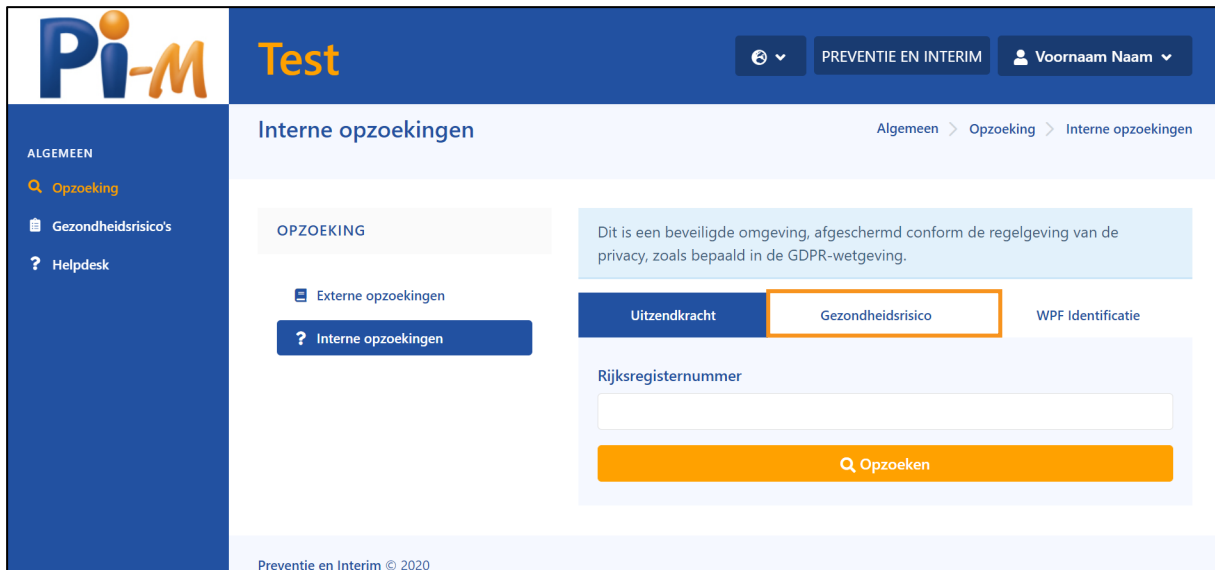 Pi-M
Test
PREVENTIE EN INTERIM
Voornaam Naam
ALGEMEEN
Opzoeking
Gezondheidsrisico's
Helpdesk
Interne opzoekingen
Algemeen > Opzoeking > Interne opzoekingen
OPZOEKING
Externe opzoekingen
Interne opzoekingen
Dit is een beveiligde omgeving, afgeschermd conform de regelgeving van de
privacy, zoals bepaald in de GDPR-wetgeving.
Uitzendkracht
Gezondheidsrisico
WPF Identificatie
Rijksregisternummer
Opzoeken
Preventie en Interim © 2020